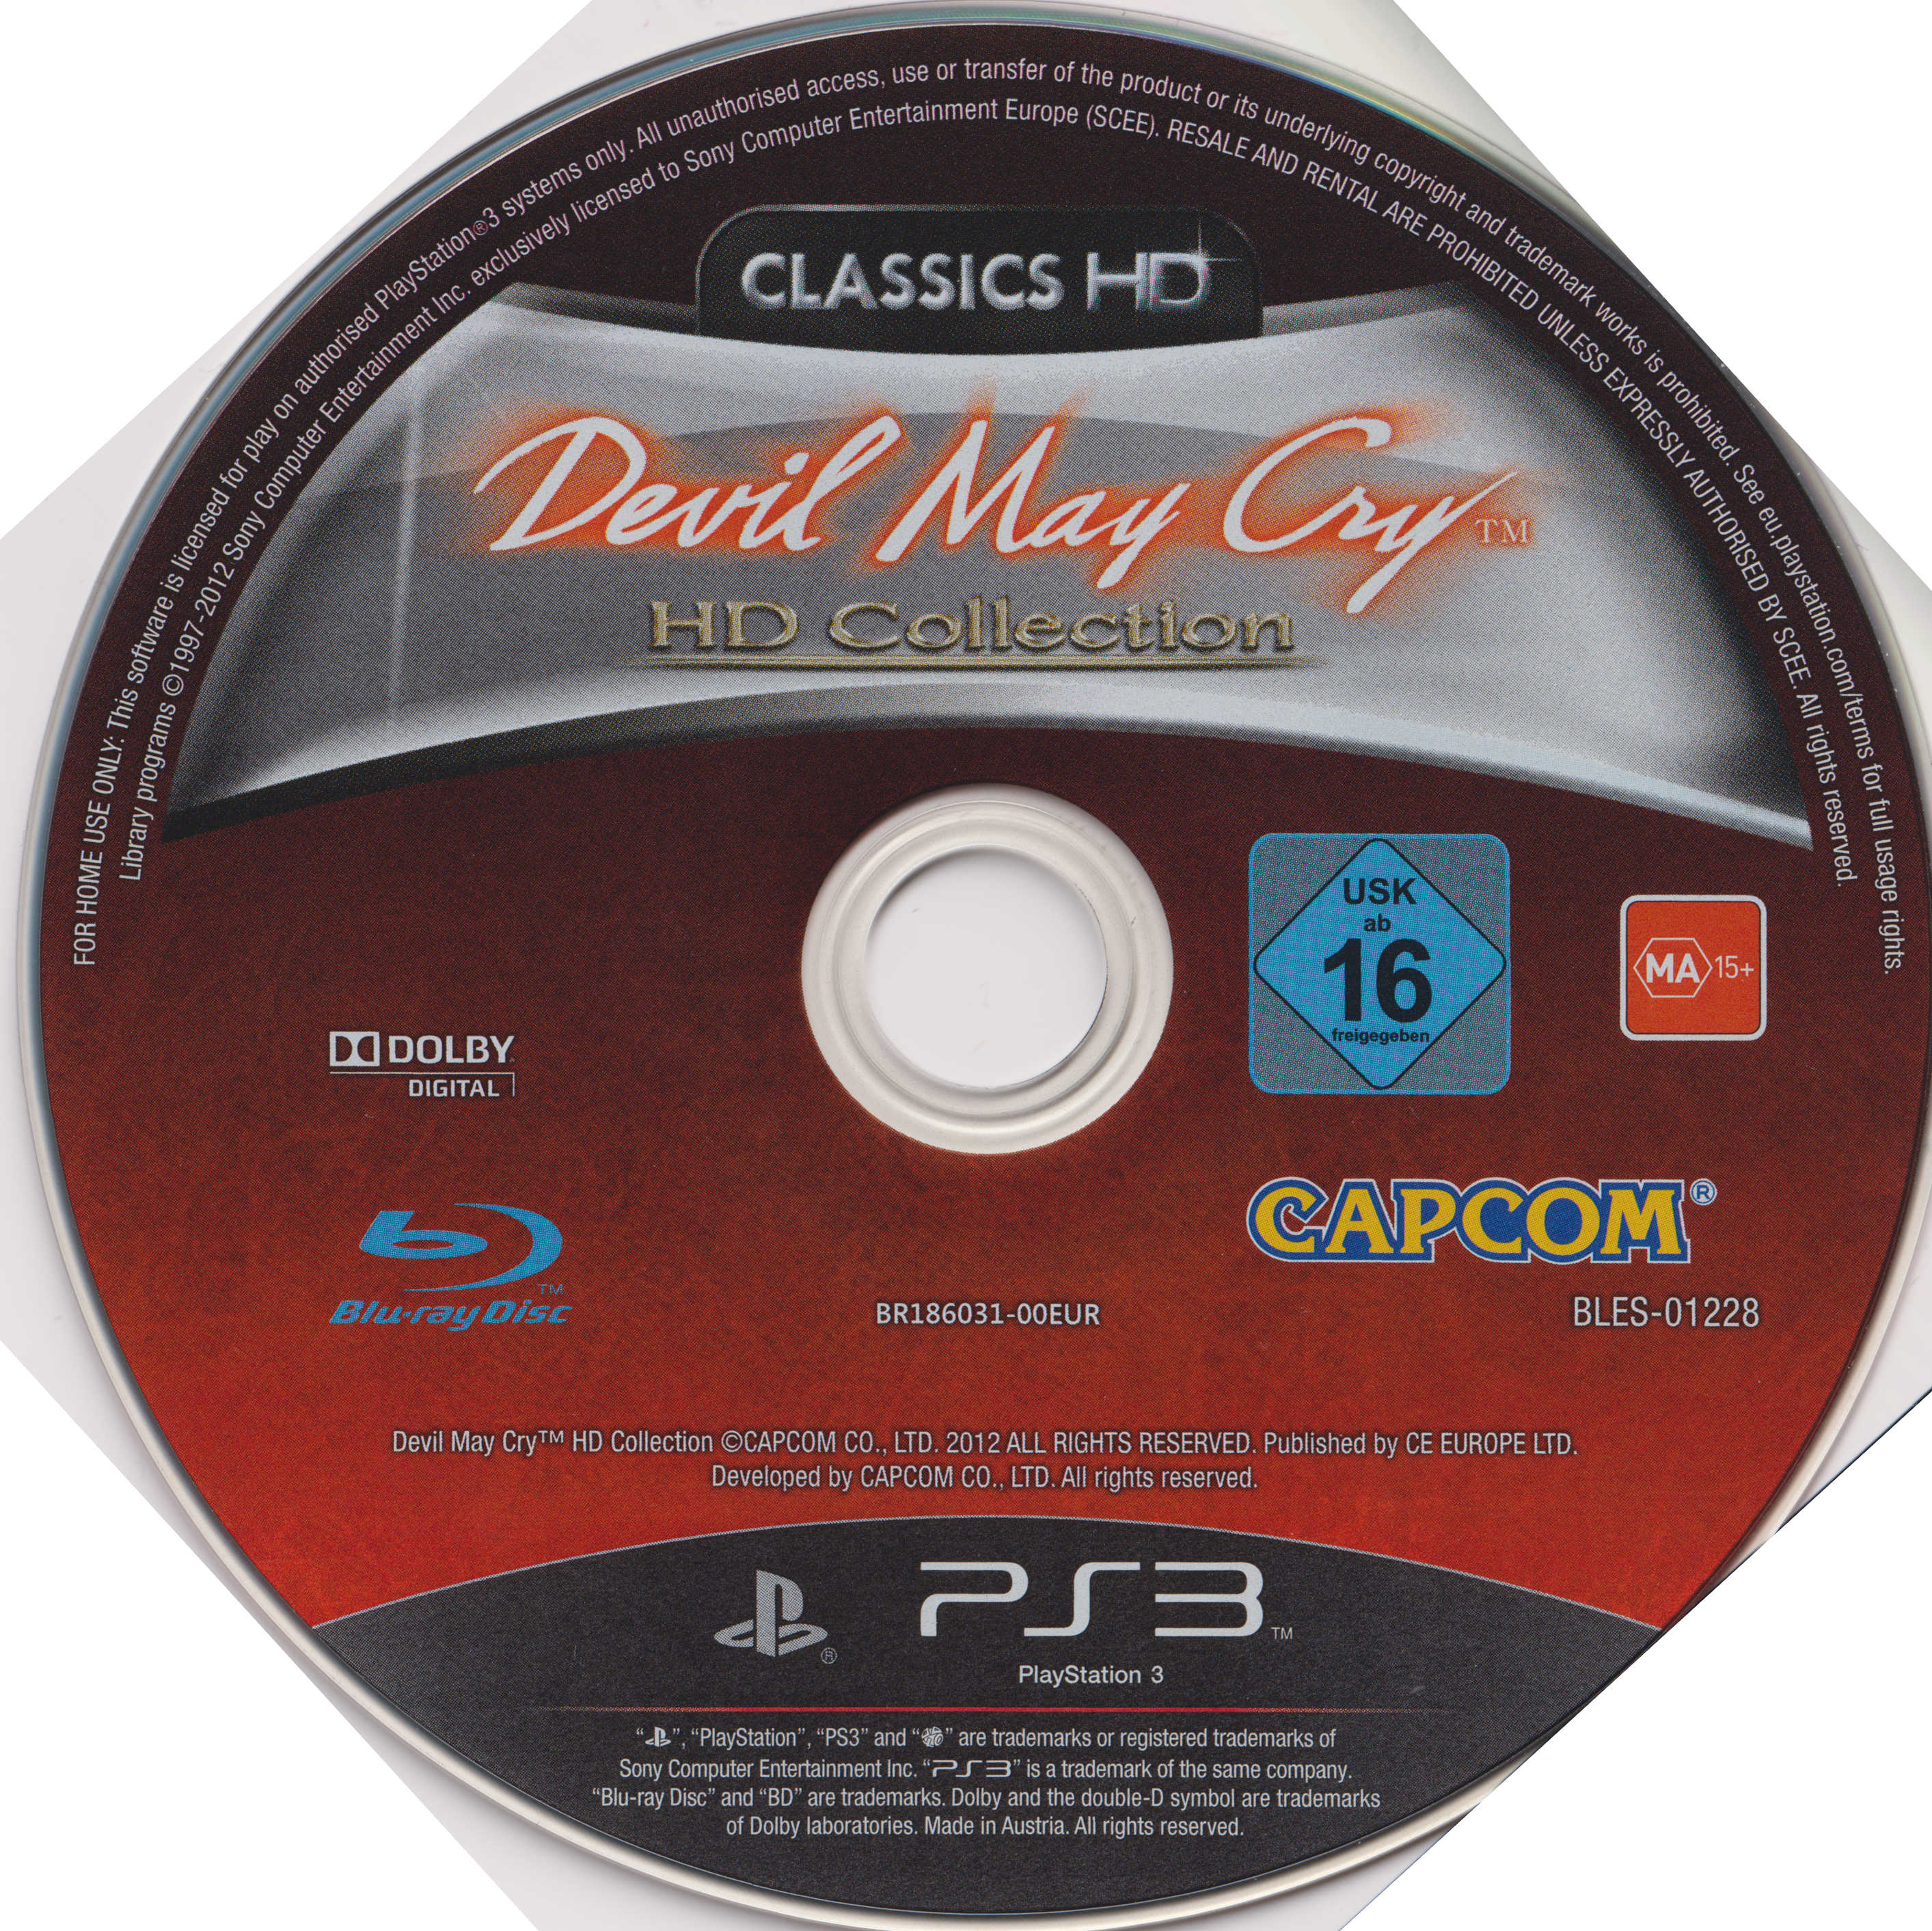 FOR HOME USE ONLY: This software is licensed for play on authorised PlayStation®3 systems only. All unauthorised access, use or transfer of the product or its underlying copyright and trademark works is prohibited. See eu.playstation.com/terms for full usage rights.
Library programs ©1997-2012 Sony Computer Entertainment Inc. exclusively licensed to Sony Computer Entertainment Europe (SCEE). RESALE AND RENTAL ARE PROHIBITED UNLESS EXPRESSLY AUTHORISED BY SCEE. All rights reserved.
CLASSICS HD
Devil May Cry™
HD Collection
USK
ab
16
freigegeben
MA 15+
DOLBY
DIGITAL
CAPCOM®
Blu-ray Disc™
BR186031-00EUR
BLES-01228
Devil May Cry™ HD Collection ©CAPCOM CO., LTD. 2012 ALL RIGHTS RESERVED. Published by CE EUROPE LTD.
Developed by CAPCOM CO., LTD. All rights reserved.
® PS3™
PlayStation 3
“ ”, “PlayStation”, “PS3” and “ ” are trademarks or registered trademarks of
Sony Computer Entertainment Inc. “PS3” is a trademark of the same company.
“Blu-ray Disc” and “BD” are trademarks. Dolby and the double-D symbol are trademarks
of Dolby laboratories. Made in Austria. All rights reserved.